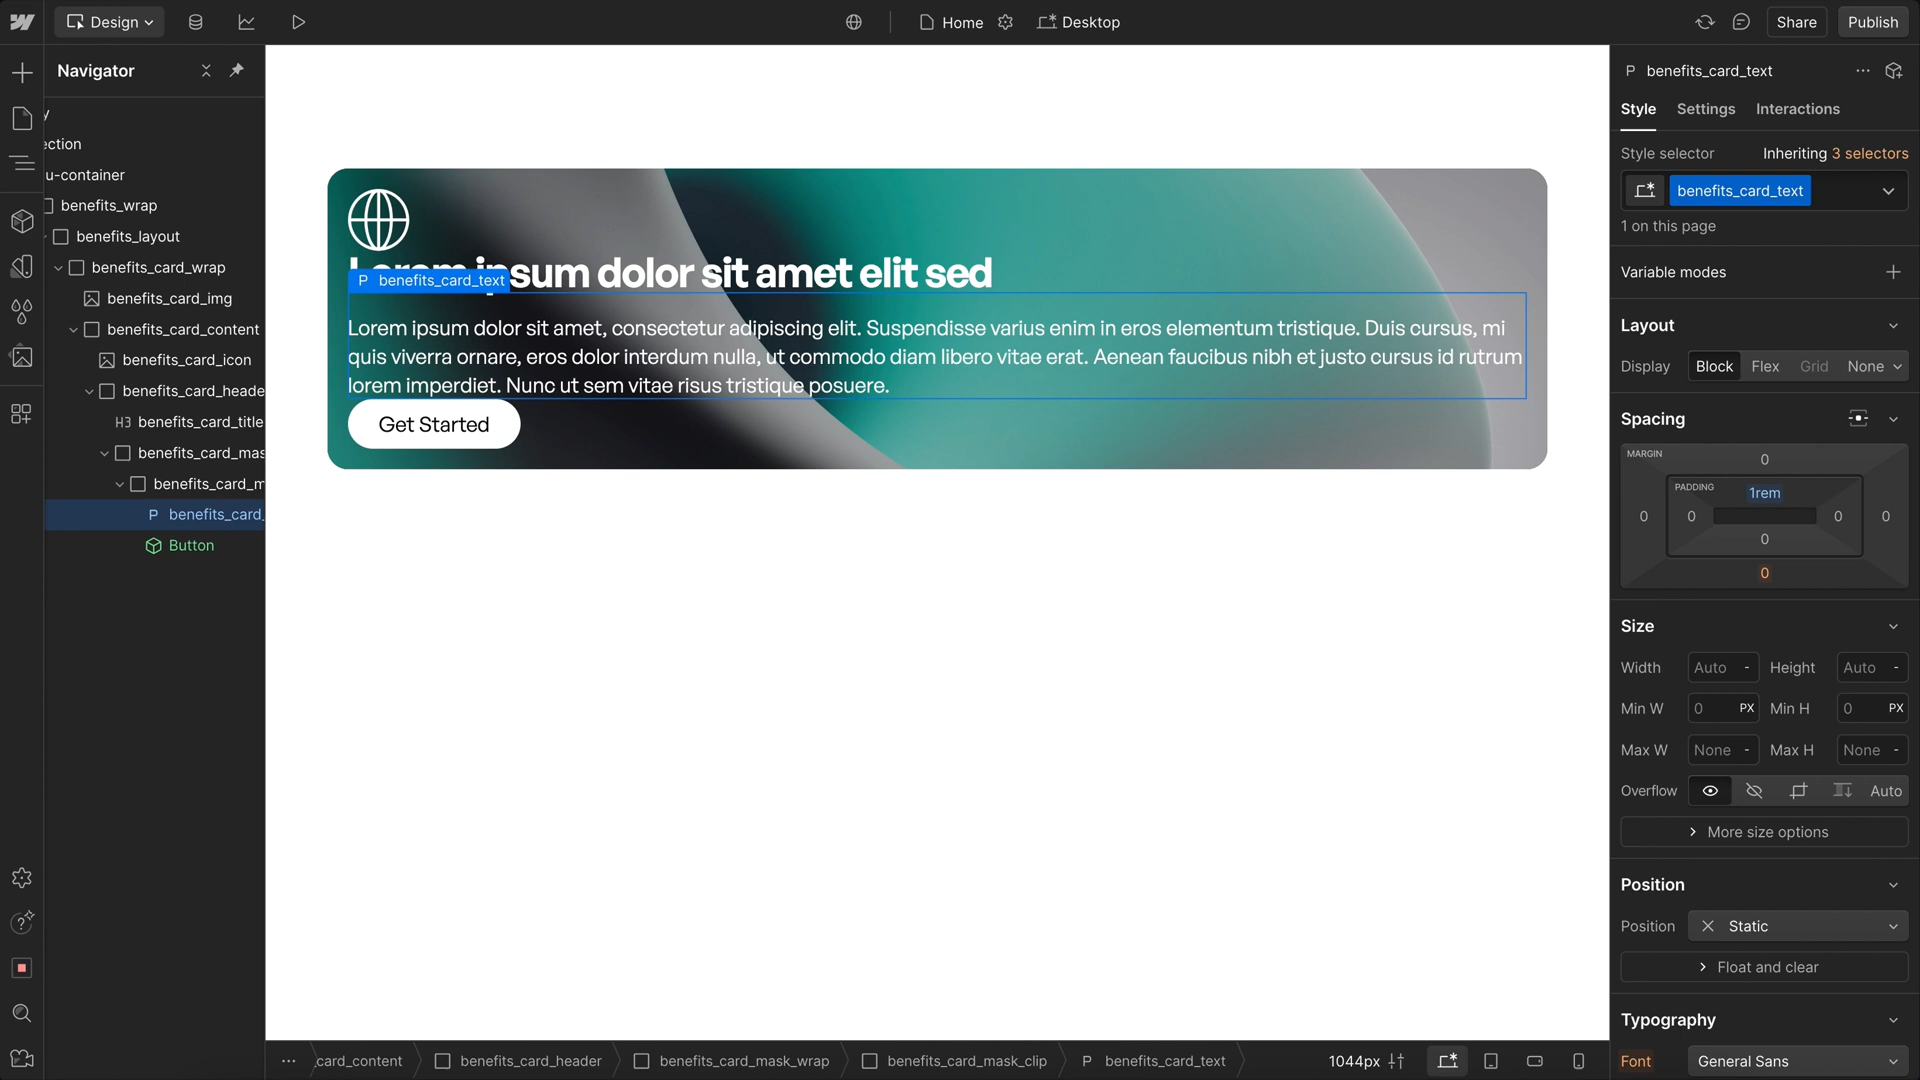 Design
Home
Desktop
Share
Publish
Navigator
y
ection
u-container
benefits_wrap
benefits_layout
benefits_card_wrap
benefits_card_img
benefits_card_content
benefits_card_icon
benefits_card_heade
H3 benefits_card_title
benefits_card_mas
benefits_card_m
P benefits_card_
Button
Lorem ipsum dolor sit amet elit sed
P benefits_card_text
Lorem ipsum dolor sit amet, consectetur adipiscing elit. Suspendisse varius enim in eros elementum tristique. Duis cursus, mi
quis viverra ornare, eros dolor interdum nulla, ut commodo diam libero vitae erat. Aenean faucibus nibh et justo cursus id rutrum
lorem imperdiet. Nunc ut sem vitae risus tristique posuere.
Get Started
P benefits_card_text
Style Settings Interactions
Style selector Inheriting 3 selectors
benefits_card_text
1 on this page
Variable modes
Layout
Display Block Flex Grid None
Spacing
MARGIN 0
PADDING 1rem
0 0 0 0
0
0
Size
Width Auto - Height Auto -
Min W 0 PX Min H 0 PX
Max W None - Max H None -
Overflow Auto
More size options
Position
Position Static
Float and clear
Typography
Font General Sans
... card_content benefits_card_header benefits_card_mask_wrap benefits_card_mask_clip P benefits_card_text
1044px